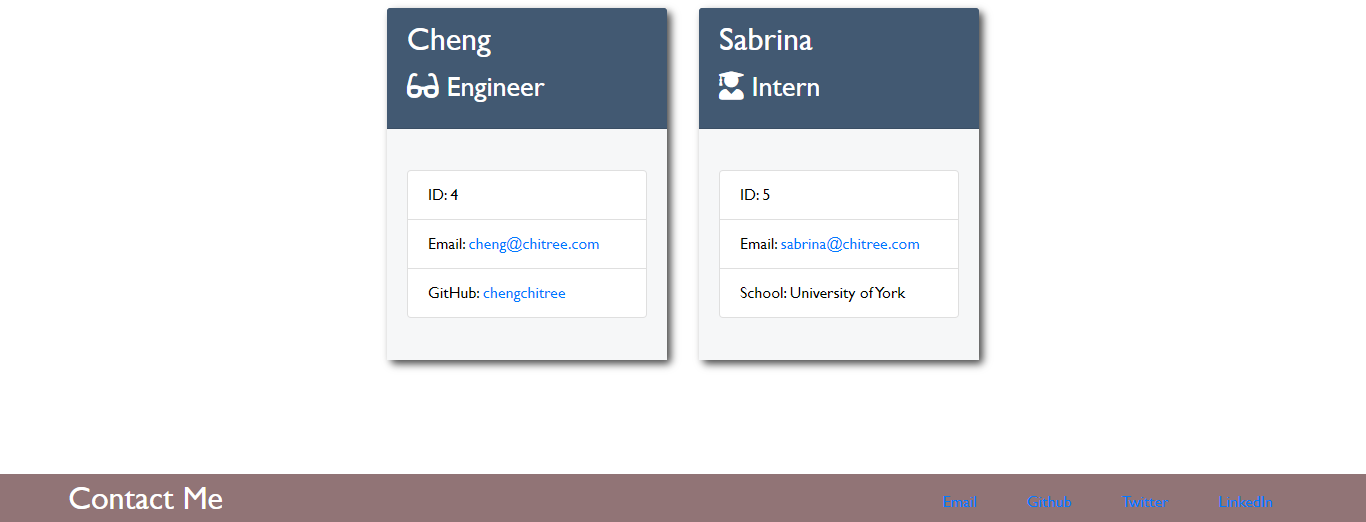 Cheng
Engineer
ID: 4
Email: cheng@chitree.com
GitHub: chengchitree
Sabrina
Intern
ID: 5
Email: sabrina@chitree.com
School: University of York
Contact Me
Email
Github
Twitter
LinkedIn